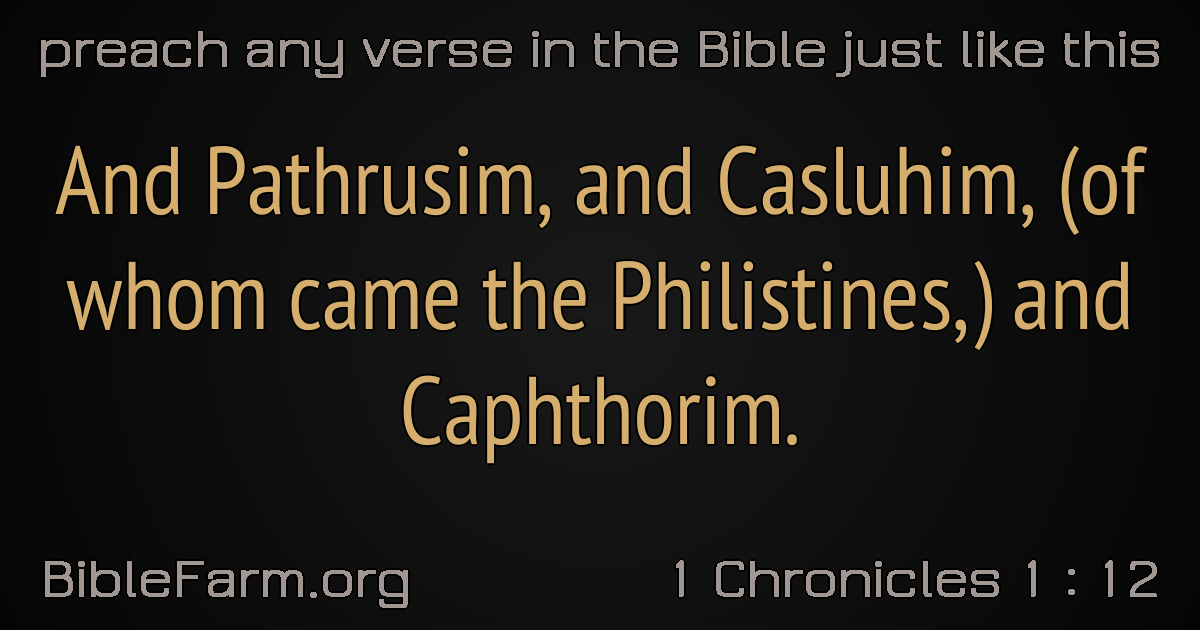 preach any verse in the Bible just like this
And Pathrusim, and Casluhim, (of
whom came the Philistines,) and
Caphthorim.
BibleFarm.org
1 Chronicles 1 : 12